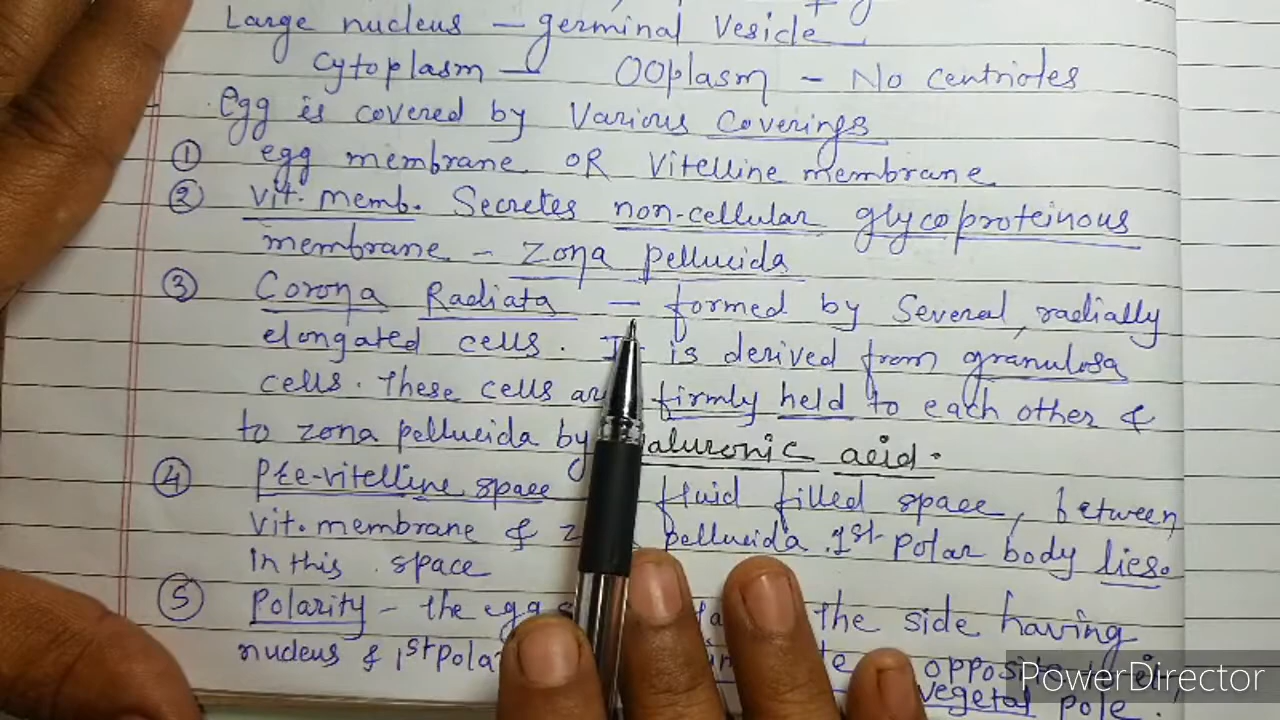 Large nucleus – germinal vesicle
Cytoplasm – Ooplasm – No centrioles
Egg is covered by various coverings
① egg membrane OR Vitelline membrane
② vit. memb. Secretes non-cellular glycoproteinous
membrane – Zona pellucida
③ Corona Radiata – formed by Several, radially
elongated cells. is derived from granulosa
cells. These cells firmly held to each other &
to zona pellucida by aluronic acid.
④ Pre-vitelline space fluid filled space, between,
vit. membrane & pellucida. 1st polar body lies.
In this space
⑤ Polarity – the egg the side having
nucleus & 1st opposite
vegetal pole.
PowerDirector